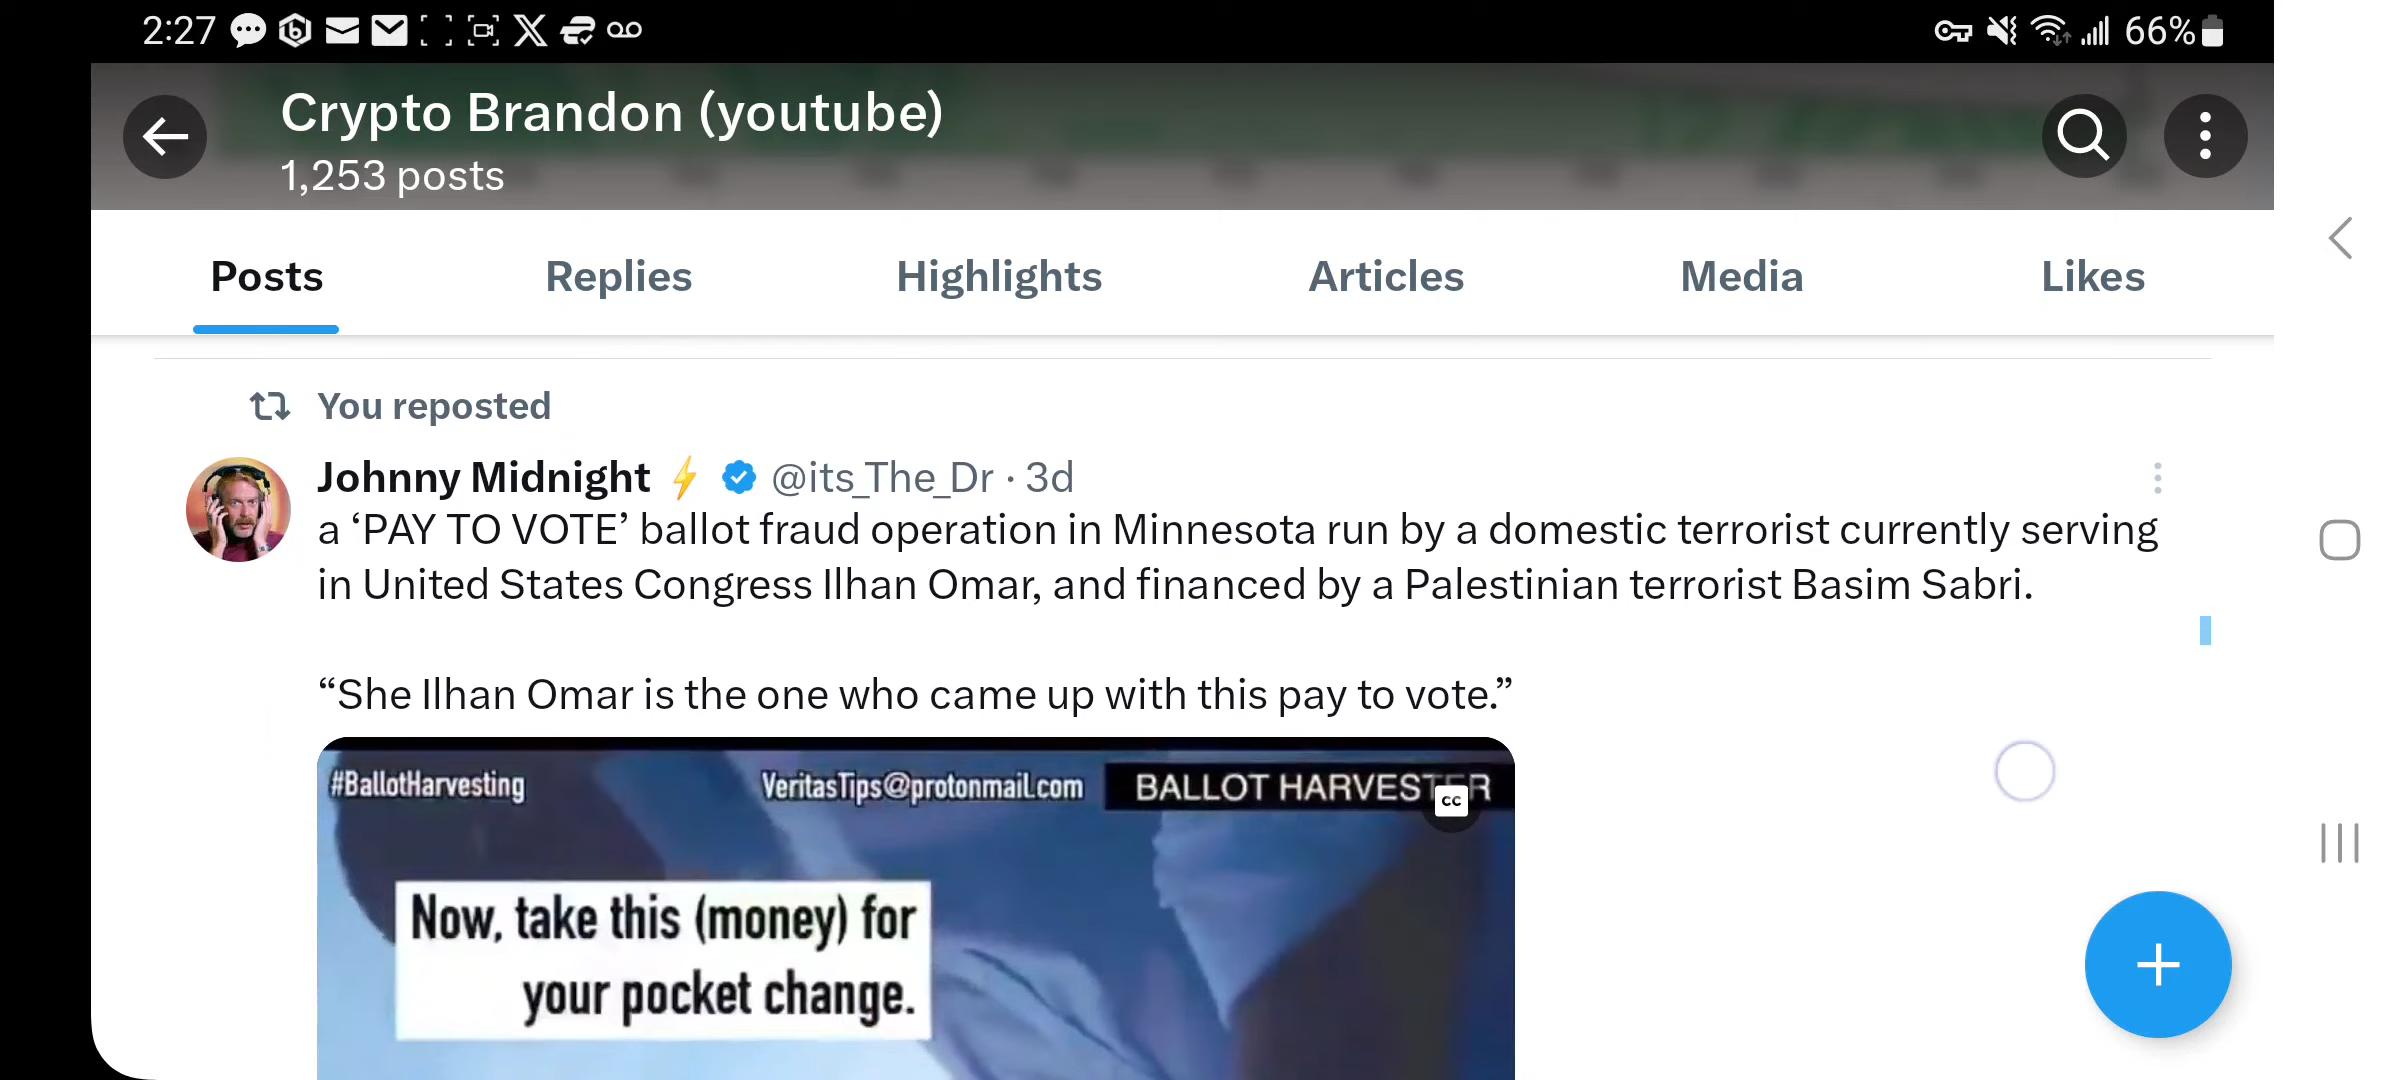 2:27
66%
Crypto Brandon (youtube)
1,253 posts
Posts Replies Highlights Articles Media Likes
You reposted
Johnny Midnight ⚡ @its_The_Dr · 3d
a ‘PAY TO VOTE’ ballot fraud operation in Minnesota run by a domestic terrorist currently serving
in United States Congress Ilhan Omar, and financed by a Palestinian terrorist Basim Sabri.
“She Ilhan Omar is the one who came up with this pay to vote.”
#BallotHarvesting VeritasTips@protonmail.com BALLOT HARVESTER
CC
Now, take this (money) for
your pocket change.